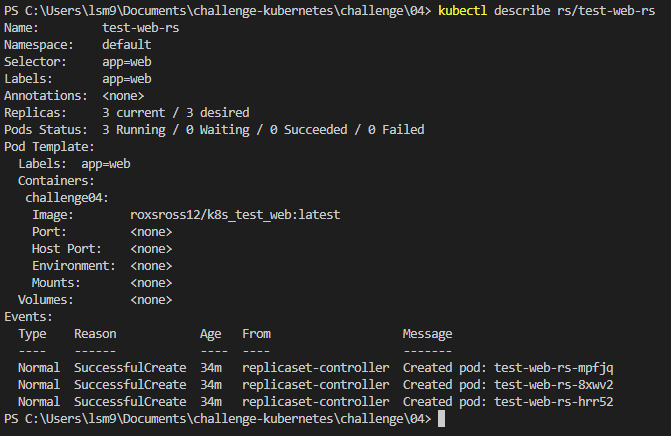 PS C:\Users\lsm9\Documents\challenge-kubernetes\challenge\04> kubectl describe rs/test-web-rs
Name:         test-web-rs
Namespace:    default
Selector:     app=web
Labels:       app=web
Annotations:  <none>
Replicas:     3 current / 3 desired
Pods Status:  3 Running / 0 Waiting / 0 Succeeded / 0 Failed
Pod Template:
  Labels:  app=web
  Containers:
   challenge04:
    Image:        roxsross12/k8s_test_web:latest
    Port:         <none>
    Host Port:    <none>
    Environment:  <none>
    Mounts:       <none>
  Volumes:        <none>
Events:
  Type    Reason            Age   From                   Message
  ----    ------            ----  ----                   -------
  Normal  SuccessfulCreate  34m   replicaset-controller  Created pod: test-web-rs-mpfjq
  Normal  SuccessfulCreate  34m   replicaset-controller  Created pod: test-web-rs-8xwv2
  Normal  SuccessfulCreate  34m   replicaset-controller  Created pod: test-web-rs-hrr52
PS C:\Users\lsm9\Documents\challenge-kubernetes\challenge\04>